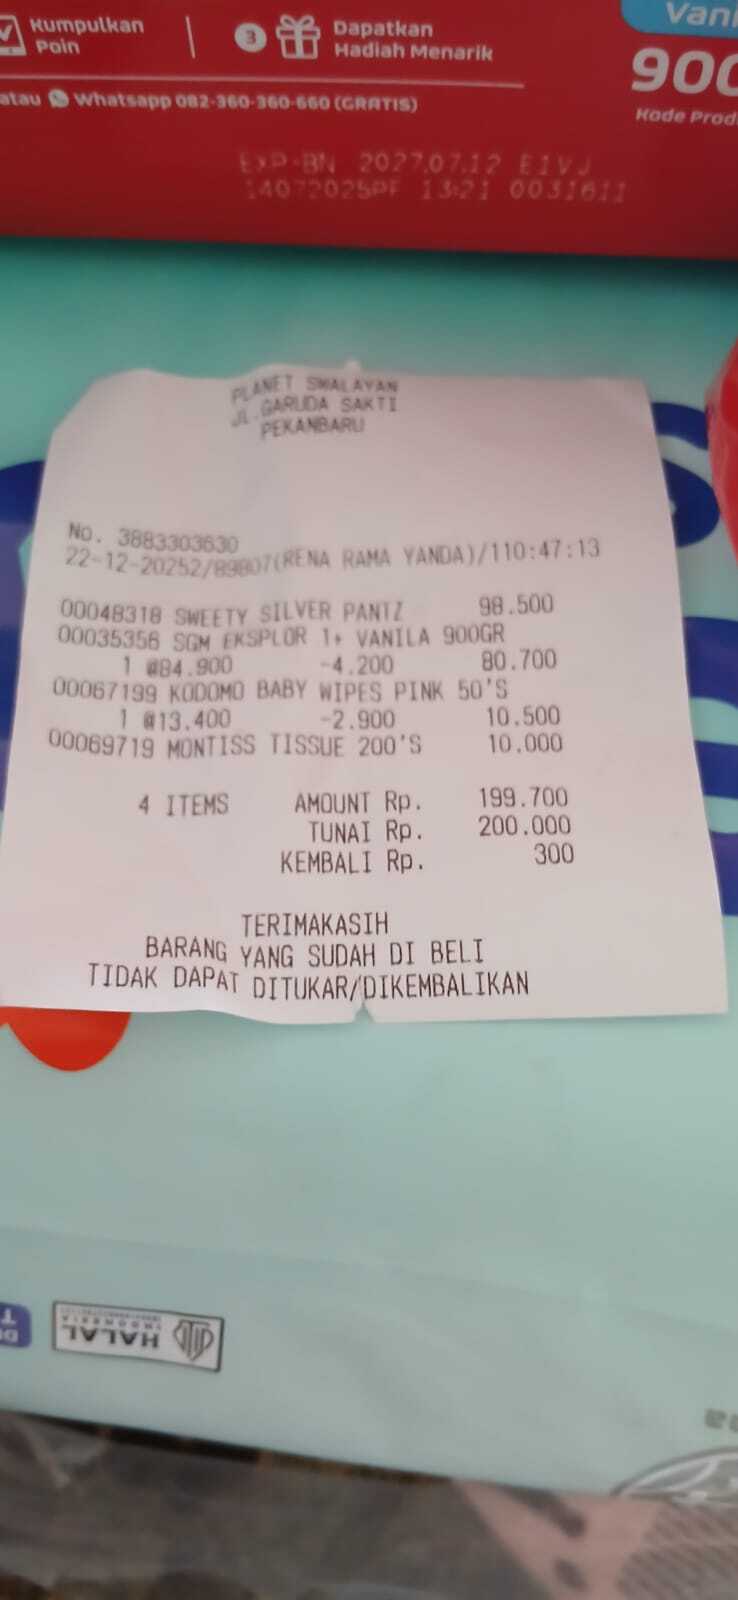 Kumpulkan
Poin
3 Dapatkan
Hadiah Menarik
atau Whatsapp 082-360-360-660 (GRATIS)
900
EXP-BN 2027.07.12 E1VJ
14072025PF 13:21 0031611
PLANET SWALAYAN
JL.GARUDA SAKTI
PEKANBARU
No. 3883303630
22-12-20252/89807(RENA RAMA YANDA)/110:47:13
00048318 SWEETY SILVER PANTZ 98.500
00035356 SGM EKSPLOR 1+ VANILA 900GR
1 @84.900 -4.200 80.700
00067199 KODOMO BABY WIPES PINK 50'S
1 @13.400 -2.900 10.500
00069719 MONTISS TISSUE 200'S 10.000
4 ITEMS AMOUNT Rp. 199.700
TUNAI Rp. 200.000
KEMBALI Rp. 300
TERIMAKASIH
BARANG YANG SUDAH DI BELI
TIDAK DAPAT DITUKAR/DIKEMBALIKAN
HALAL
INDONESIA